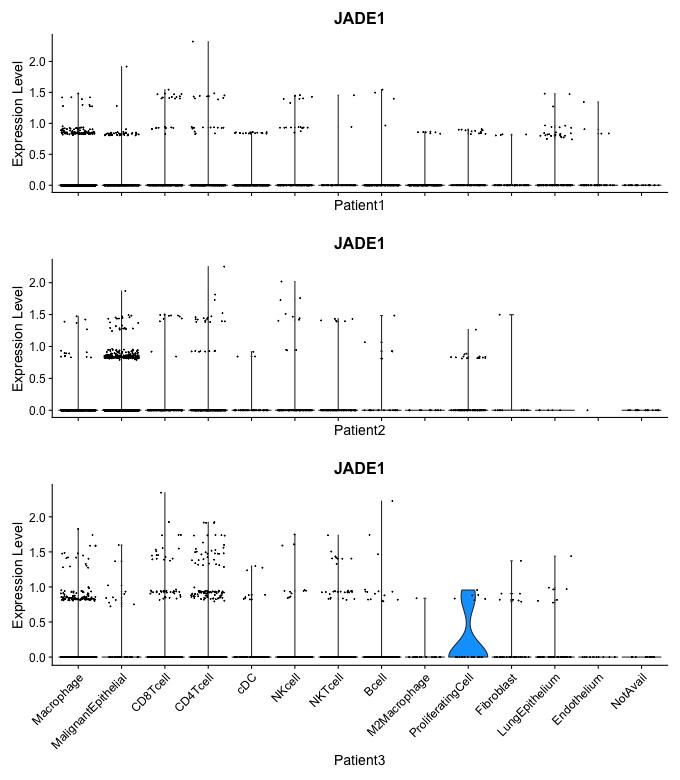 JADE1
Expression Level
2.0
1.5
1.0
0.5
0.0
Patient1
JADE1
Expression Level
2.0
1.5
1.0
0.5
0.0
Patient2
JADE1
Expression Level
2.0
1.5
1.0
0.5
0.0
Macrophage
MalignantEpithelial
CD8Tcell
CD4Tcell
cDC
NKcell
NKTcell
Bcell
M2Macrophage
ProliferatingCell
Fibroblast
LungEpithelium
Endothelium
NotAvail
Patient3